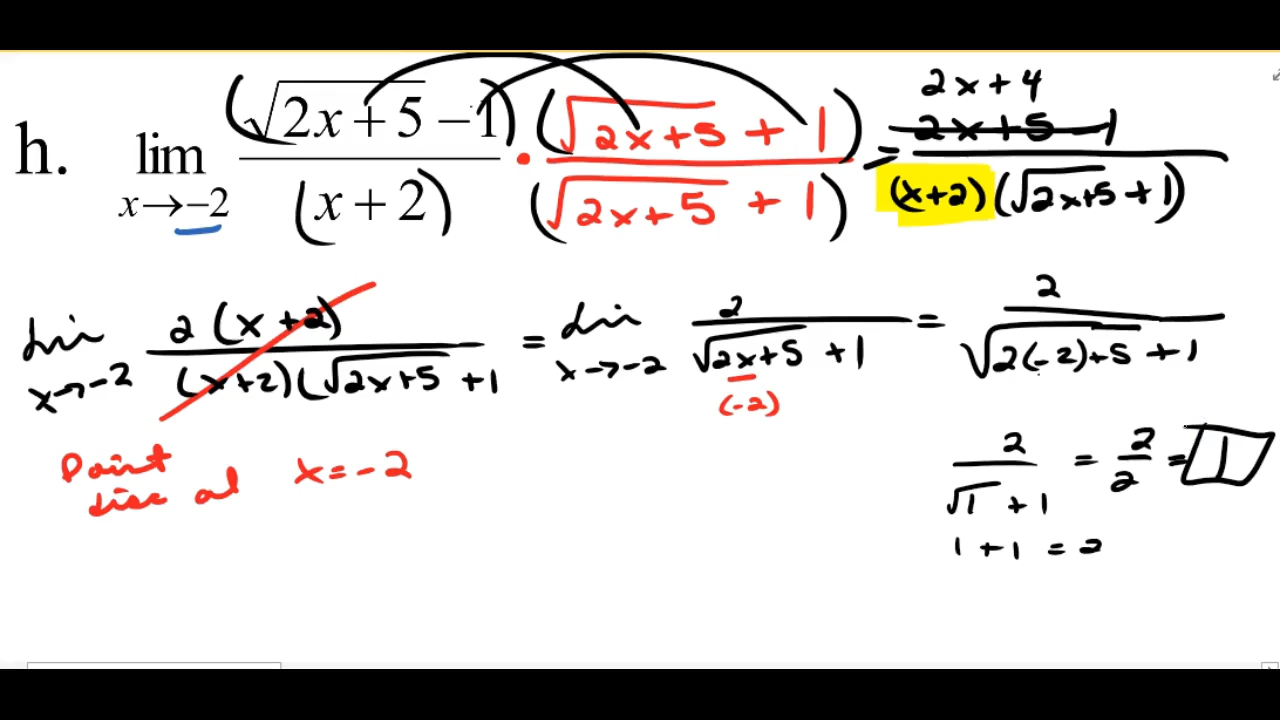 h. lim x→-2 (√(2x+5) - 1)/(x+2) • (√(2x+5) + 1)/(√(2x+5) + 1) = 2x+4 2x+5-1/(x+2)(√(2x+5) + 1)
lim x→-2 2(x+2)/(x+2)(√(2x+5) +1 = lim x→-2 2/√(2x+5) +1 = 2/√(2(-2)+5) +1
(-2)
Point disc at x=-2
2/√1 + 1 = 2/2 = 1
1 + 1 = 2